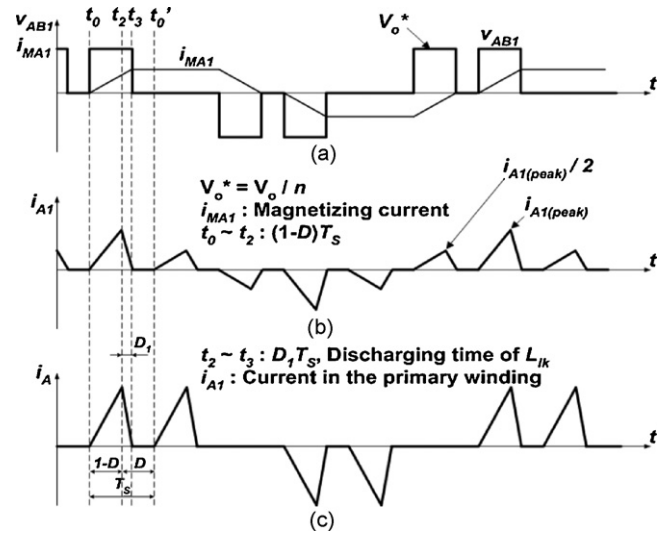 v_AB1 t_0 t_2 t_3 t_0'
i_MA1
i_MA1
V_o*
v_AB1
t
(a)
V_o* = V_o / n
i_MA1 : Magnetizing current
t_0 ~ t_2 : (1-D)T_S
i_A1(peak) / 2
i_A1(peak)
i_A1
t
(b)
D_1
t_2 ~ t_3 : D_1T_S, Discharging time of L_lk
i_A1 : Current in the primary winding
i_A
t
1-D D
T_S
(c)